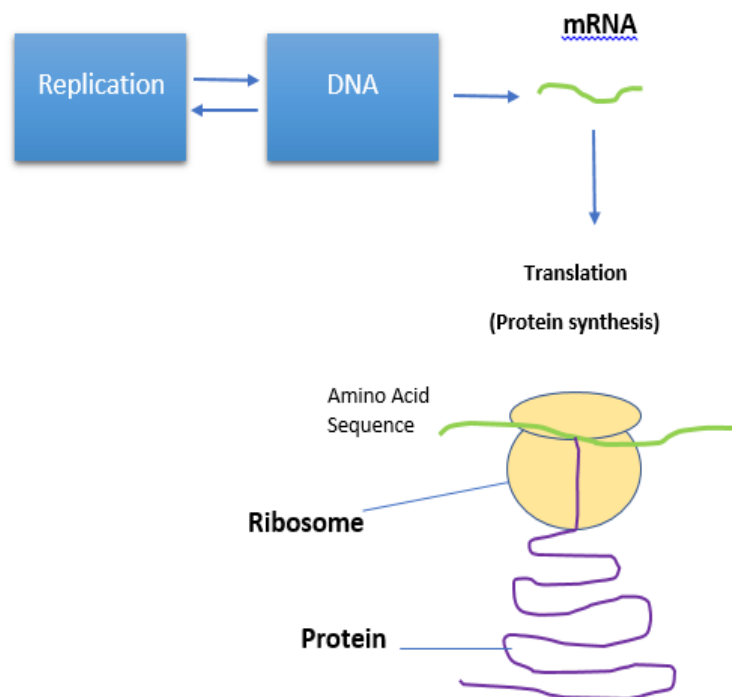 mRNA
Replication
DNA
Translation
(Protein synthesis)
Amino Acid
Sequence
Ribosome
Protein